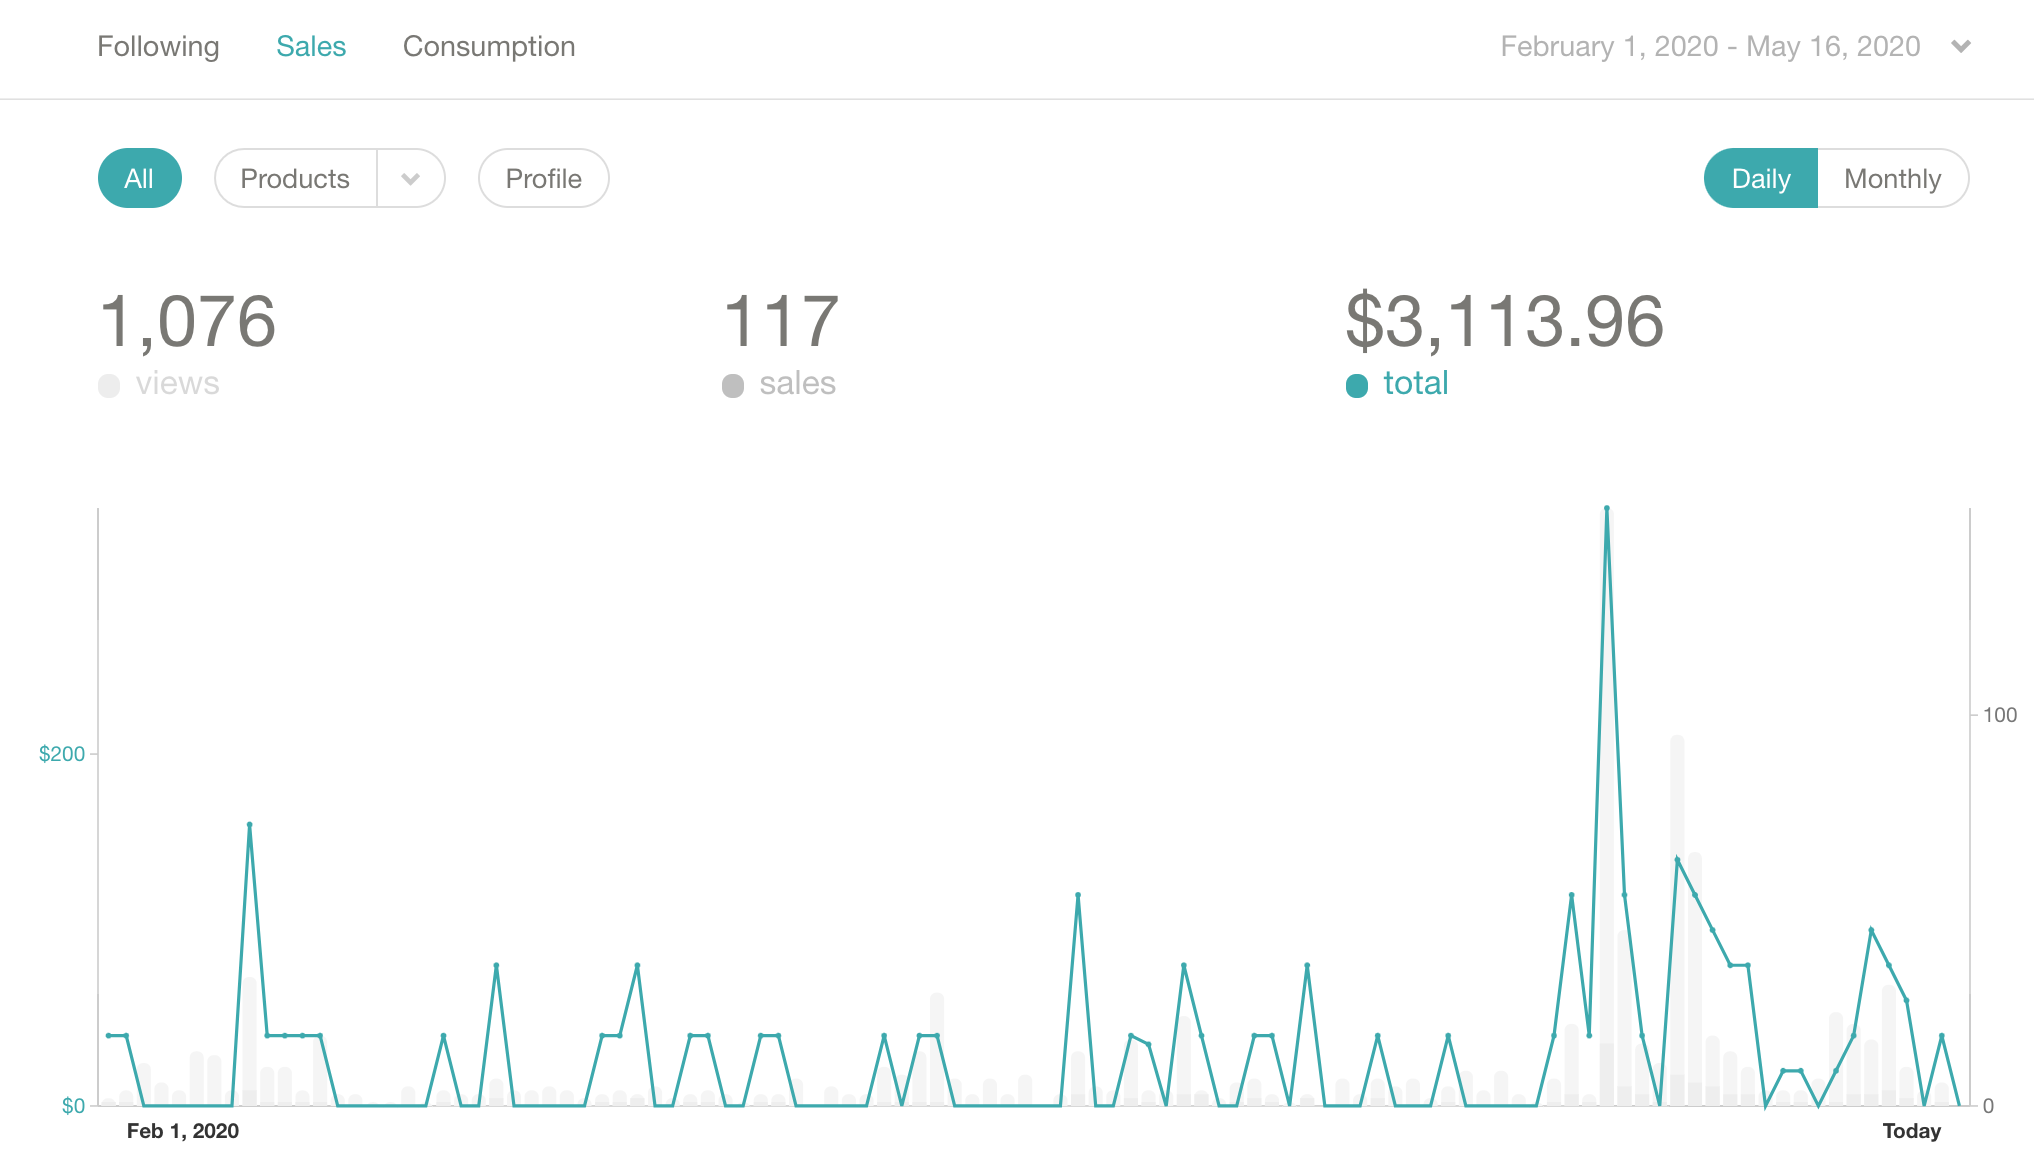 Following Sales Consumption February 1, 2020 - May 16, 2020
All Products Profile Daily Monthly
1,076 117 $3,113.96
views sales total
100
$200
$0 0
Feb 1, 2020 Today